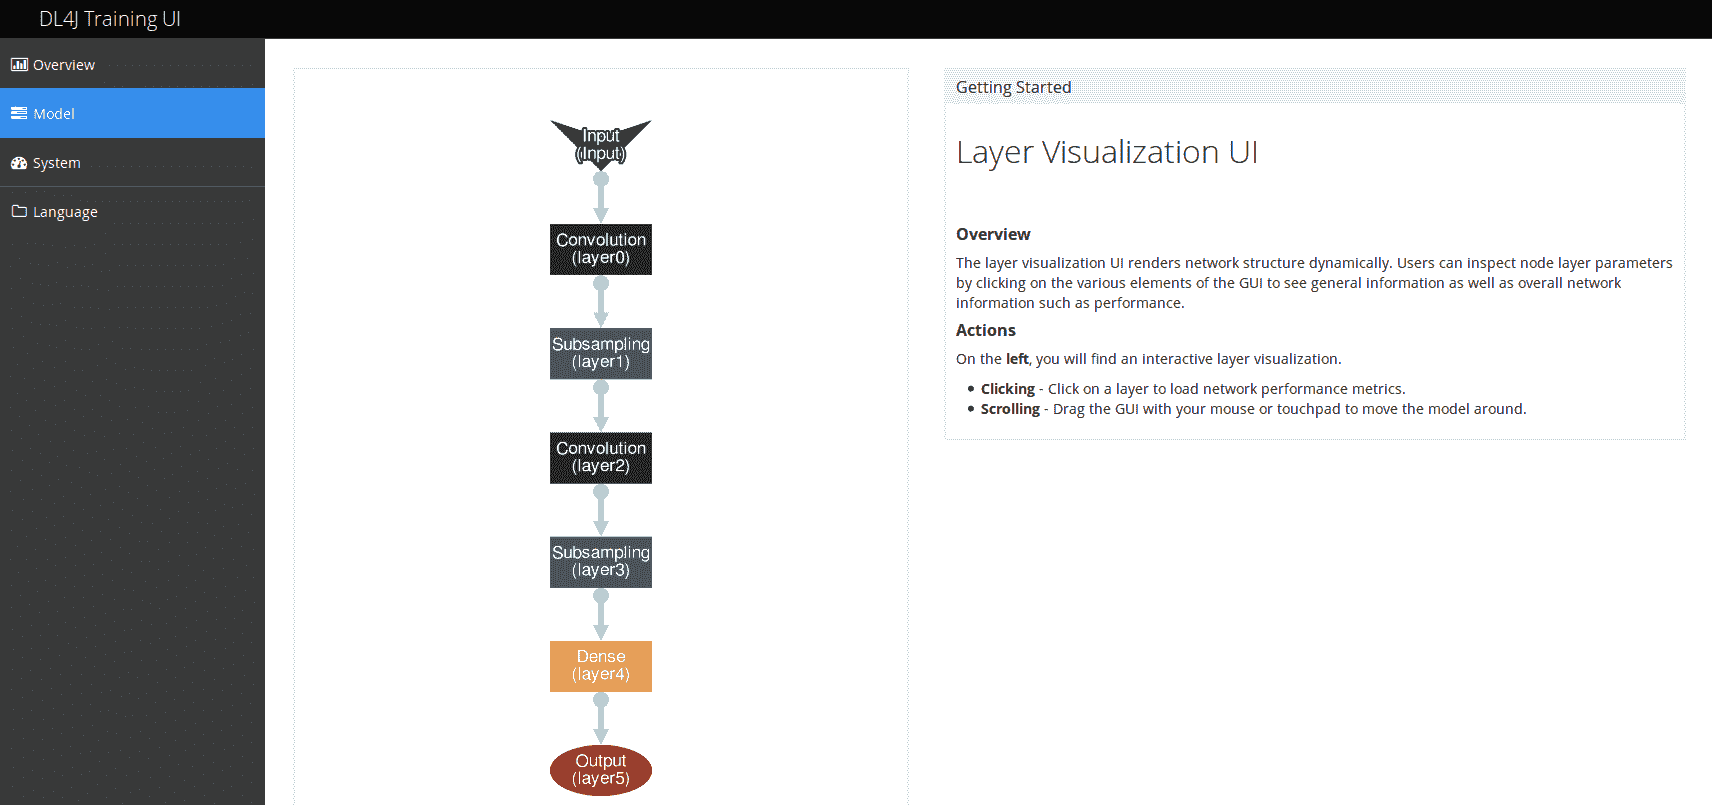 DL4J Training UI
Overview
Model
System
Language
Input
(Input)
Convolution
(layer0)
Subsampling
(layer1)
Convolution
(layer2)
Subsampling
(layer3)
Dense
(layer4)
Output
(layer5)
Getting Started
Layer Visualization UI
Overview
The layer visualization UI renders network structure dynamically. Users can inspect node layer parameters
by clicking on the various elements of the GUI to see general information as well as overall network
information such as performance.
Actions
On the left, you will find an interactive layer visualization.
• Clicking - Click on a layer to load network performance metrics.
• Scrolling - Drag the GUI with your mouse or touchpad to move the model around.